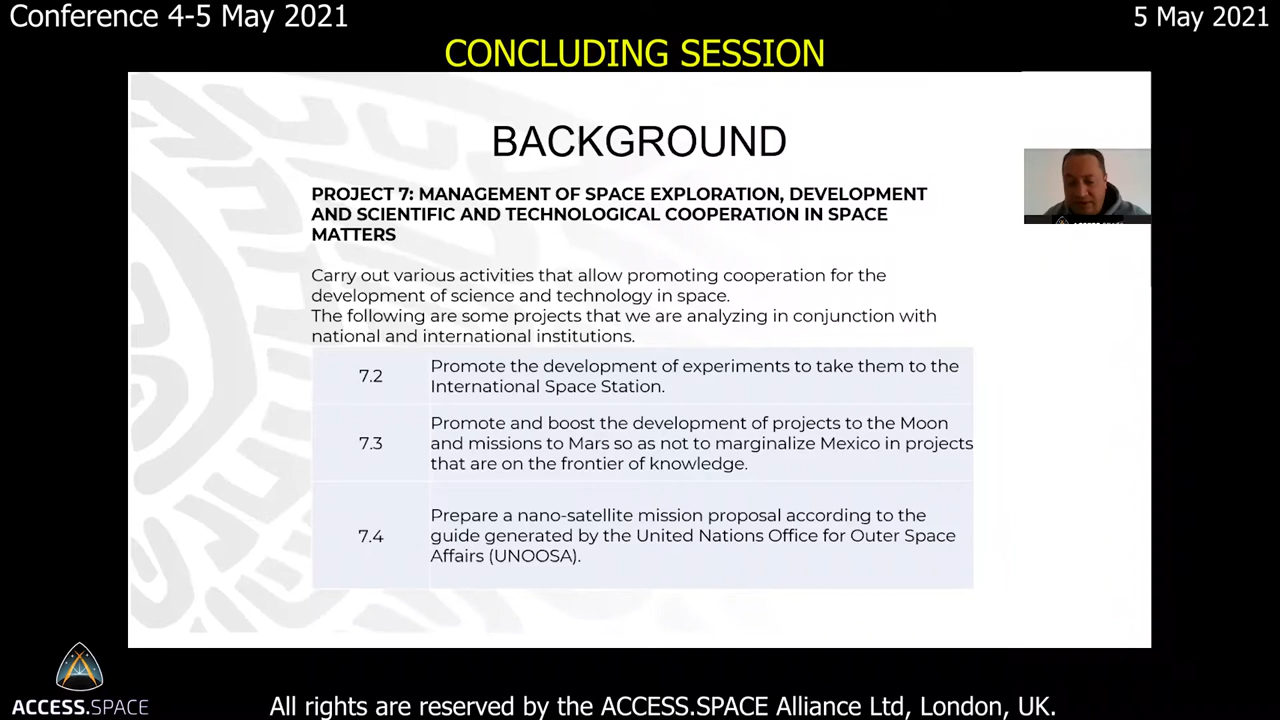 Conference 4-5 May 2021
5 May 2021
CONCLUDING SESSION
BACKGROUND
PROJECT 7: MANAGEMENT OF SPACE EXPLORATION, DEVELOPMENT
AND SCIENTIFIC AND TECHNOLOGICAL COOPERATION IN SPACE
MATTERS
Carry out various activities that allow promoting cooperation for the
development of science and technology in space.
The following are some projects that we are analyzing in conjunction with
national and international institutions.
7.2
Promote the development of experiments to take them to the
International Space Station.
7.3
Promote and boost the development of projects to the Moon
and missions to Mars so as not to marginalize Mexico in projects
that are on the frontier of knowledge.
7.4
Prepare a nano-satellite mission proposal according to the
guide generated by the United Nations Office for Outer Space
Affairs (UNOOSA).
ACCESS.SPACE
All rights are reserved by the ACCESS.SPACE Alliance Ltd, London, UK.